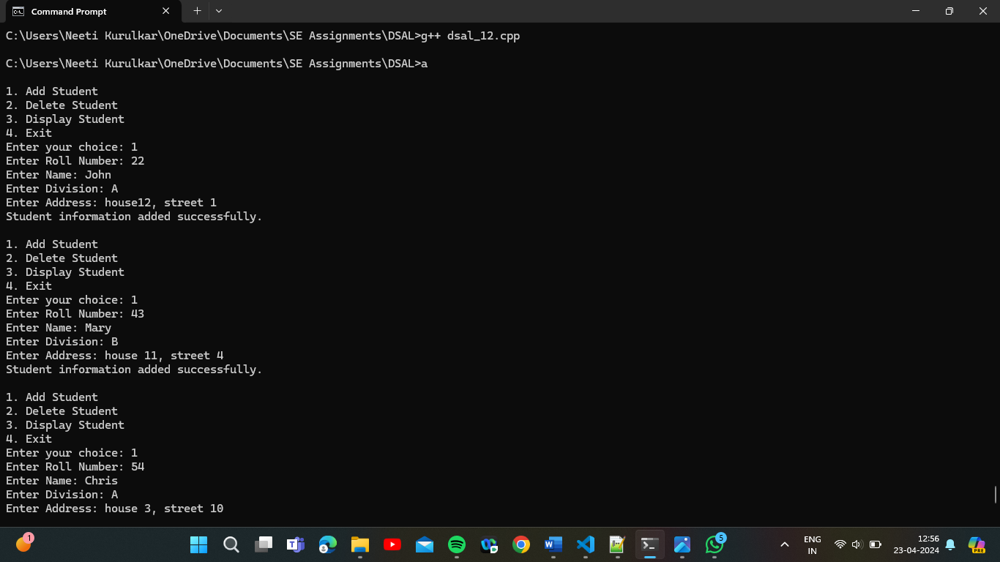 Command Prompt
C:\Users\Neeti Kurulkar\OneDrive\Documents\SE Assignments\DSAL>g++ dsal_12.cpp
C:\Users\Neeti Kurulkar\OneDrive\Documents\SE Assignments\DSAL>a
1. Add Student
2. Delete Student
3. Display Student
4. Exit
Enter your choice: 1
Enter Roll Number: 22
Enter Name: John
Enter Division: A
Enter Address: house12, street 1
Student information added successfully.
1. Add Student
2. Delete Student
3. Display Student
4. Exit
Enter your choice: 1
Enter Roll Number: 43
Enter Name: Mary
Enter Division: B
Enter Address: house 11, street 4
Student information added successfully.
1. Add Student
2. Delete Student
3. Display Student
4. Exit
Enter your choice: 1
Enter Roll Number: 54
Enter Name: Chris
Enter Division: A
Enter Address: house 3, street 10
1
5
ENG
IN
12:56
23-04-2024
PRE